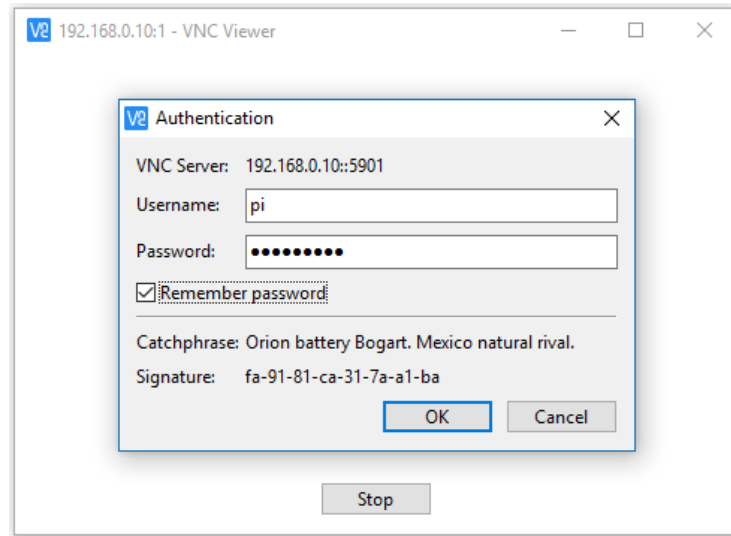 192.168.0.10:1 - VNC Viewer
Authentication
VNC Server: 192.168.0.10::5901
Username: pi
Password: ●●●●●●●●●
Remember password
Catchphrase: Orion battery Bogart. Mexico natural rival.
Signature: fa-91-81-ca-31-7a-a1-ba
OK Cancel
Stop